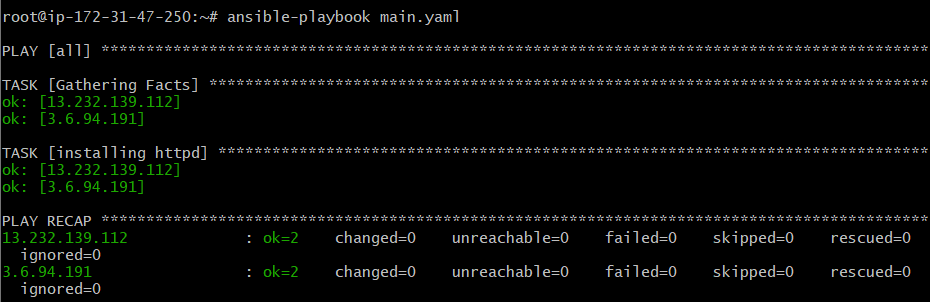 root@ip-172-31-47-250:~# ansible-playbook main.yaml
PLAY [all] ********************************************************************************************
TASK [Gathering Facts] ********************************************************************************
ok: [13.232.139.112]
ok: [3.6.94.191]
TASK [installing httpd] *******************************************************************************
ok: [13.232.139.112]
ok: [3.6.94.191]
PLAY RECAP ********************************************************************************************
13.232.139.112             : ok=2    changed=0    unreachable=0    failed=0    skipped=0    rescued=0
  ignored=0
3.6.94.191                 : ok=2    changed=0    unreachable=0    failed=0    skipped=0    rescued=0
  ignored=0